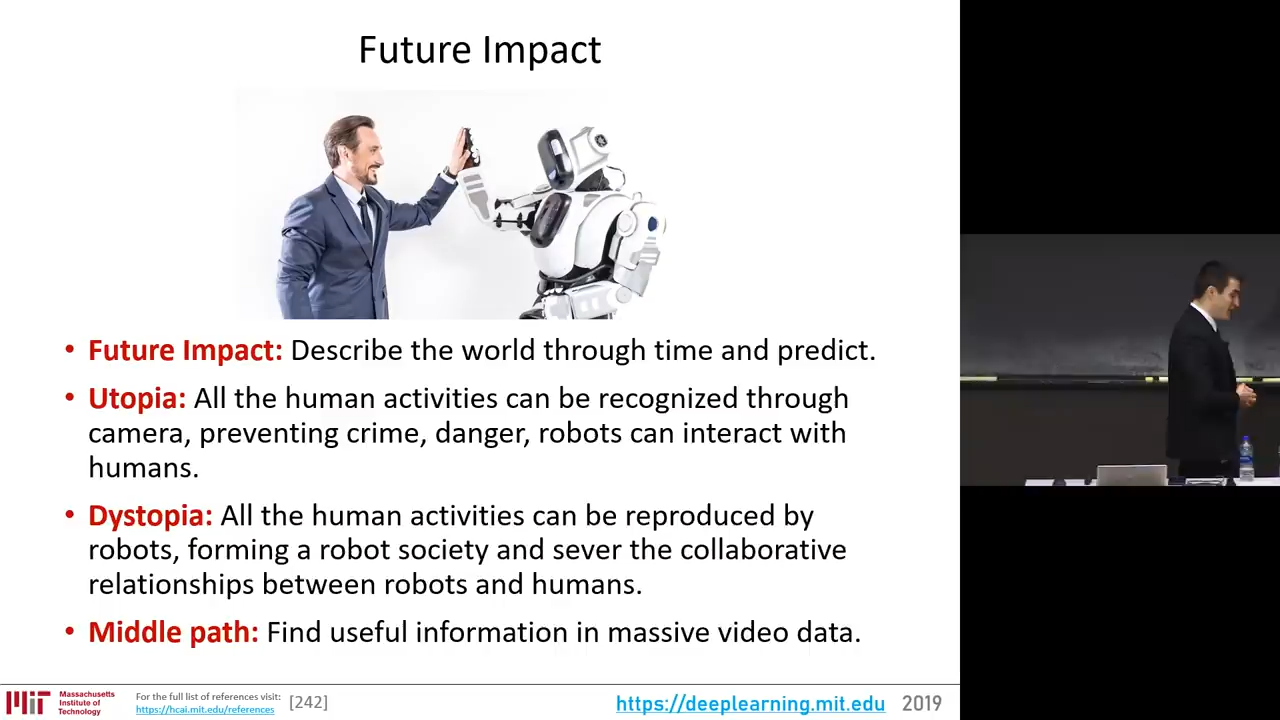 Future Impact
• Future Impact: Describe the world through time and predict.
• Utopia: All the human activities can be recognized through
camera, preventing crime, danger, robots can interact with
humans.
• Dystopia: All the human activities can be reproduced by
robots, forming a robot society and sever the collaborative
relationships between robots and humans.
• Middle path: Find useful information in massive video data.
MIT
Massachusetts
Institute of
Technology
For the full list of references visit:
https://hcai.mit.edu/references
[242]
https://deeplearning.mit.edu
2019